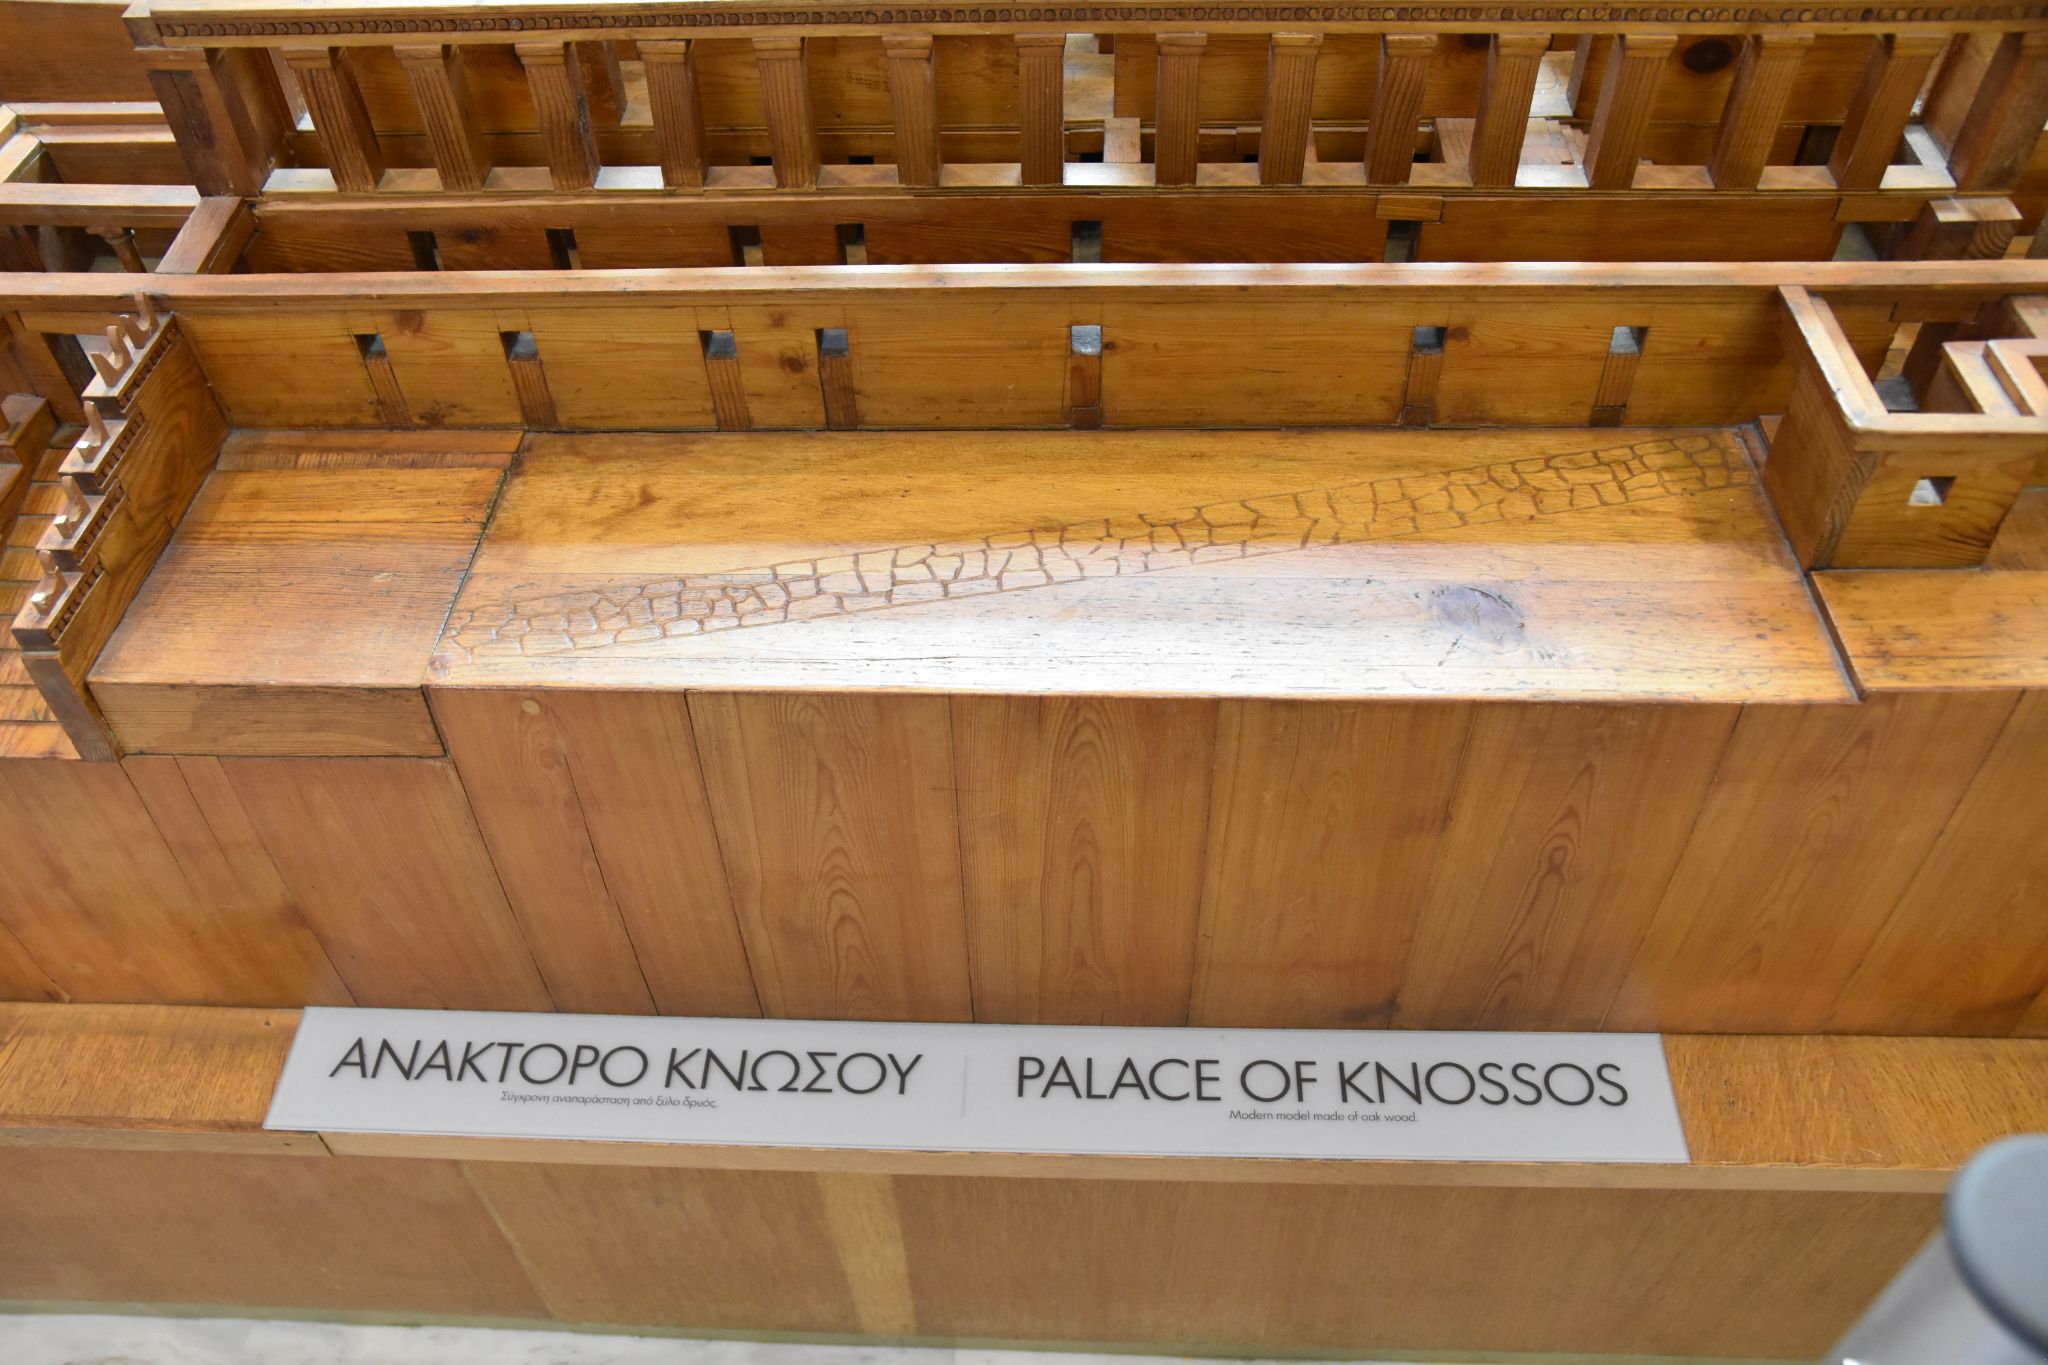 ΑΝΑΚΤΟΡΟ ΚΝΩΣΟΥ
Σύγχρονη αναπαράσταση από ξύλο δρυός.
PALACE OF KNOSSOS
Modern model made of oak wood.